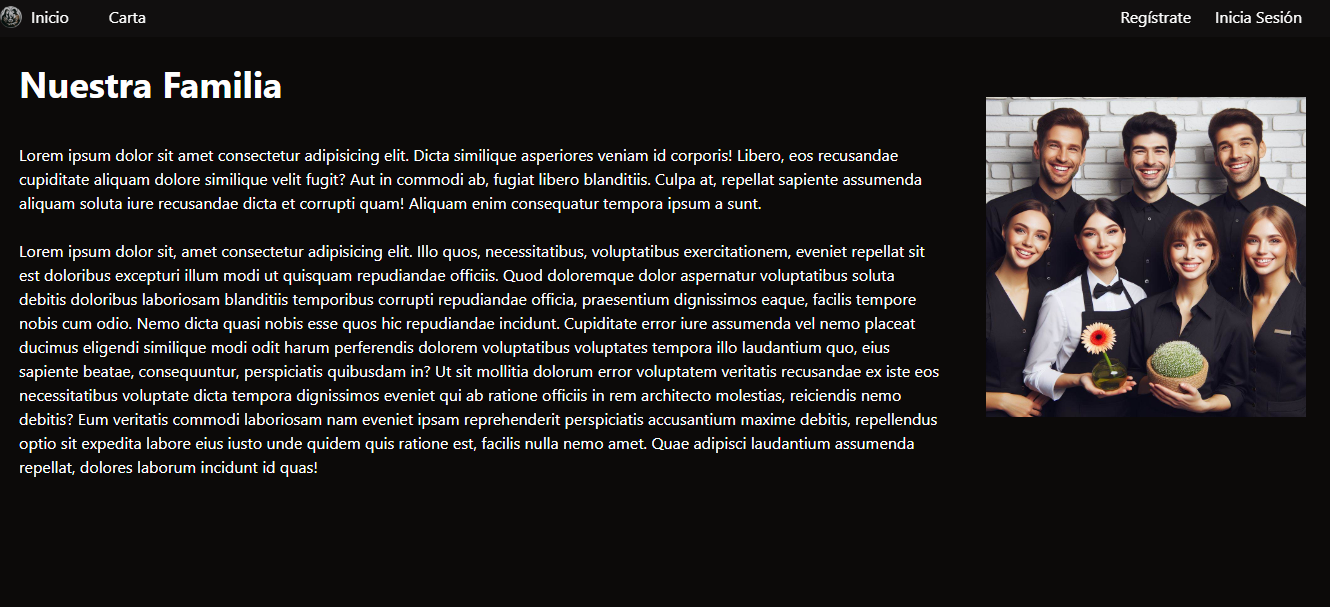 Inicio Carta Regístrate Inicia Sesión
Nuestra Familia
Lorem ipsum dolor sit amet consectetur adipisicing elit. Dicta similique asperiores veniam id corporis! Libero, eos recusandae
cupiditate aliquam dolore similique velit fugit? Aut in commodi ab, fugiat libero blanditiis. Culpa at, repellat sapiente assumenda
aliquam soluta iure recusandae dicta et corrupti quam! Aliquam enim consequatur tempora ipsum a sunt.
Lorem ipsum dolor sit, amet consectetur adipisicing elit. Illo quos, necessitatibus, voluptatibus exercitationem, eveniet repellat sit
est doloribus excepturi illum modi ut quisquam repudiandae officiis. Quod doloremque dolor aspernatur voluptatibus soluta
debitis doloribus laboriosam blanditiis temporibus corrupti repudiandae officia, praesentium dignissimos eaque, facilis tempore
nobis cum odio. Nemo dicta quasi nobis esse quos hic repudiandae incidunt. Cupiditate error iure assumenda vel nemo placeat
ducimus eligendi similique modi odit harum perferendis dolorem voluptatibus voluptates tempora illo laudantium quo, eius
sapiente beatae, consequuntur, perspiciatis quibusdam in? Ut sit mollitia dolorum error voluptatem veritatis recusandae ex iste eos
necessitatibus voluptate dicta tempora dignissimos eveniet qui ab ratione officiis in rem architecto molestias, reiciendis nemo
debitis? Eum veritatis commodi laboriosam nam eveniet ipsam reprehenderit perspiciatis accusantium maxime debitis, repellendus
optio sit expedita labore eius iusto unde quidem quis ratione est, facilis nulla nemo amet. Quae adipisci laudantium assumenda
repellat, dolores laborum incidunt id quas!